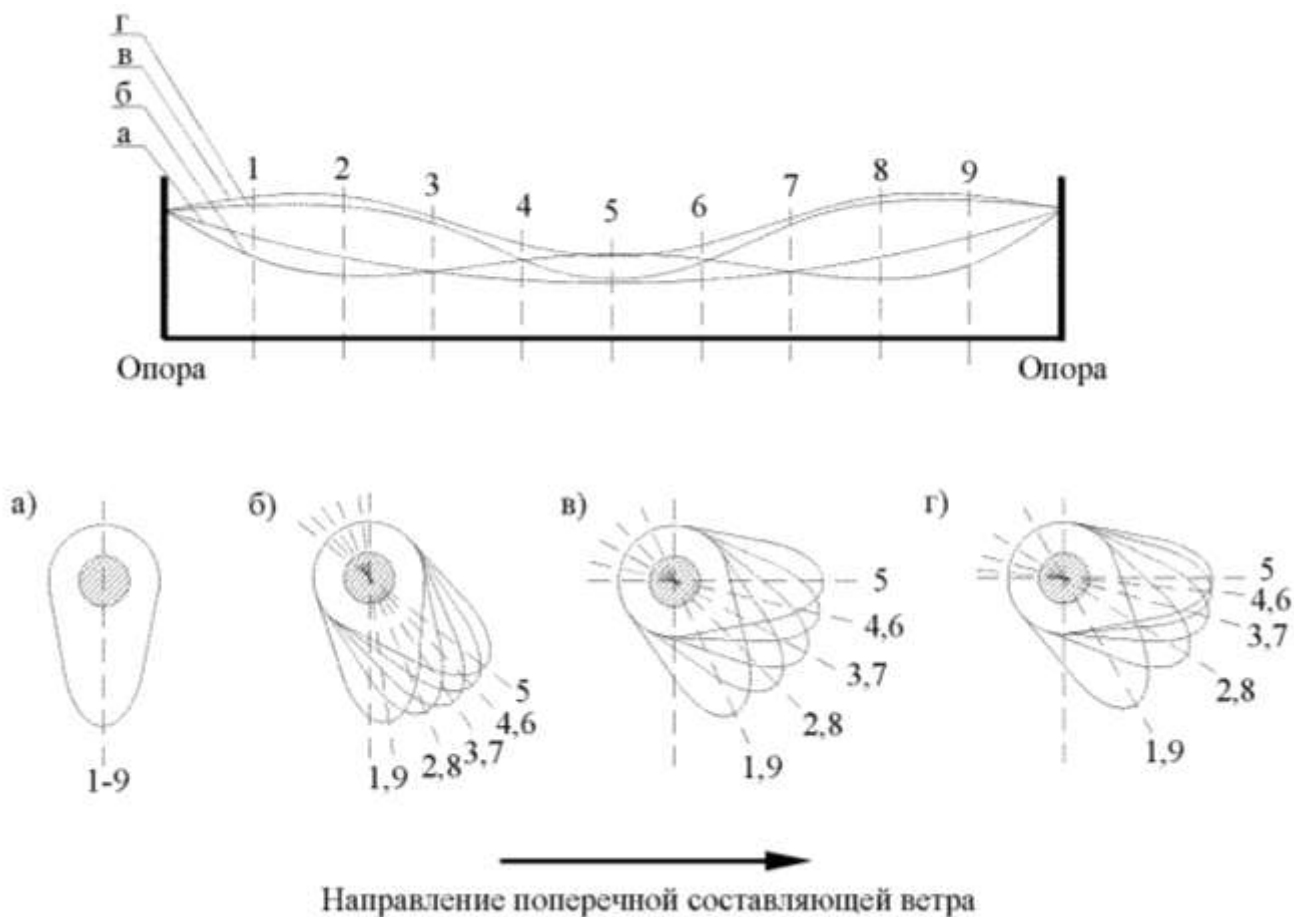 г
в
б
а
1 2 3 4 5 6 7 8 9
Опора Опора
а) б) в) г)
1-9
5
4,6
3,7
2,8
1,9
5
4,6
3,7
2,8
1,9
5
4,6
3,7
2,8
1,9
Направление поперечной составляющей ветра